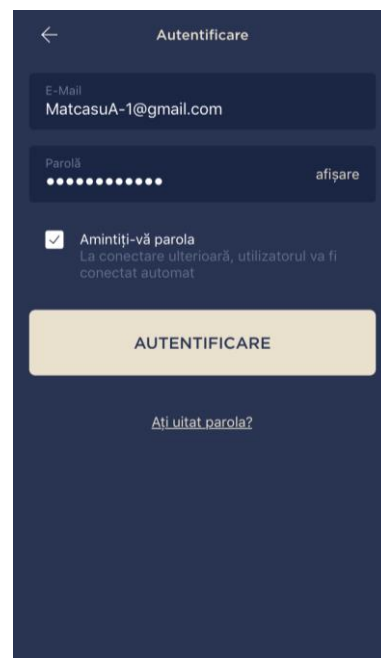 Autentificare
E-Mail
MatcasuA-1@gmail.com
Parolă
afișare
Amintiți-vă parola
La conectare ulterioară, utilizatorul va fi
conectat automat
AUTENTIFICARE
Ați uitat parola?